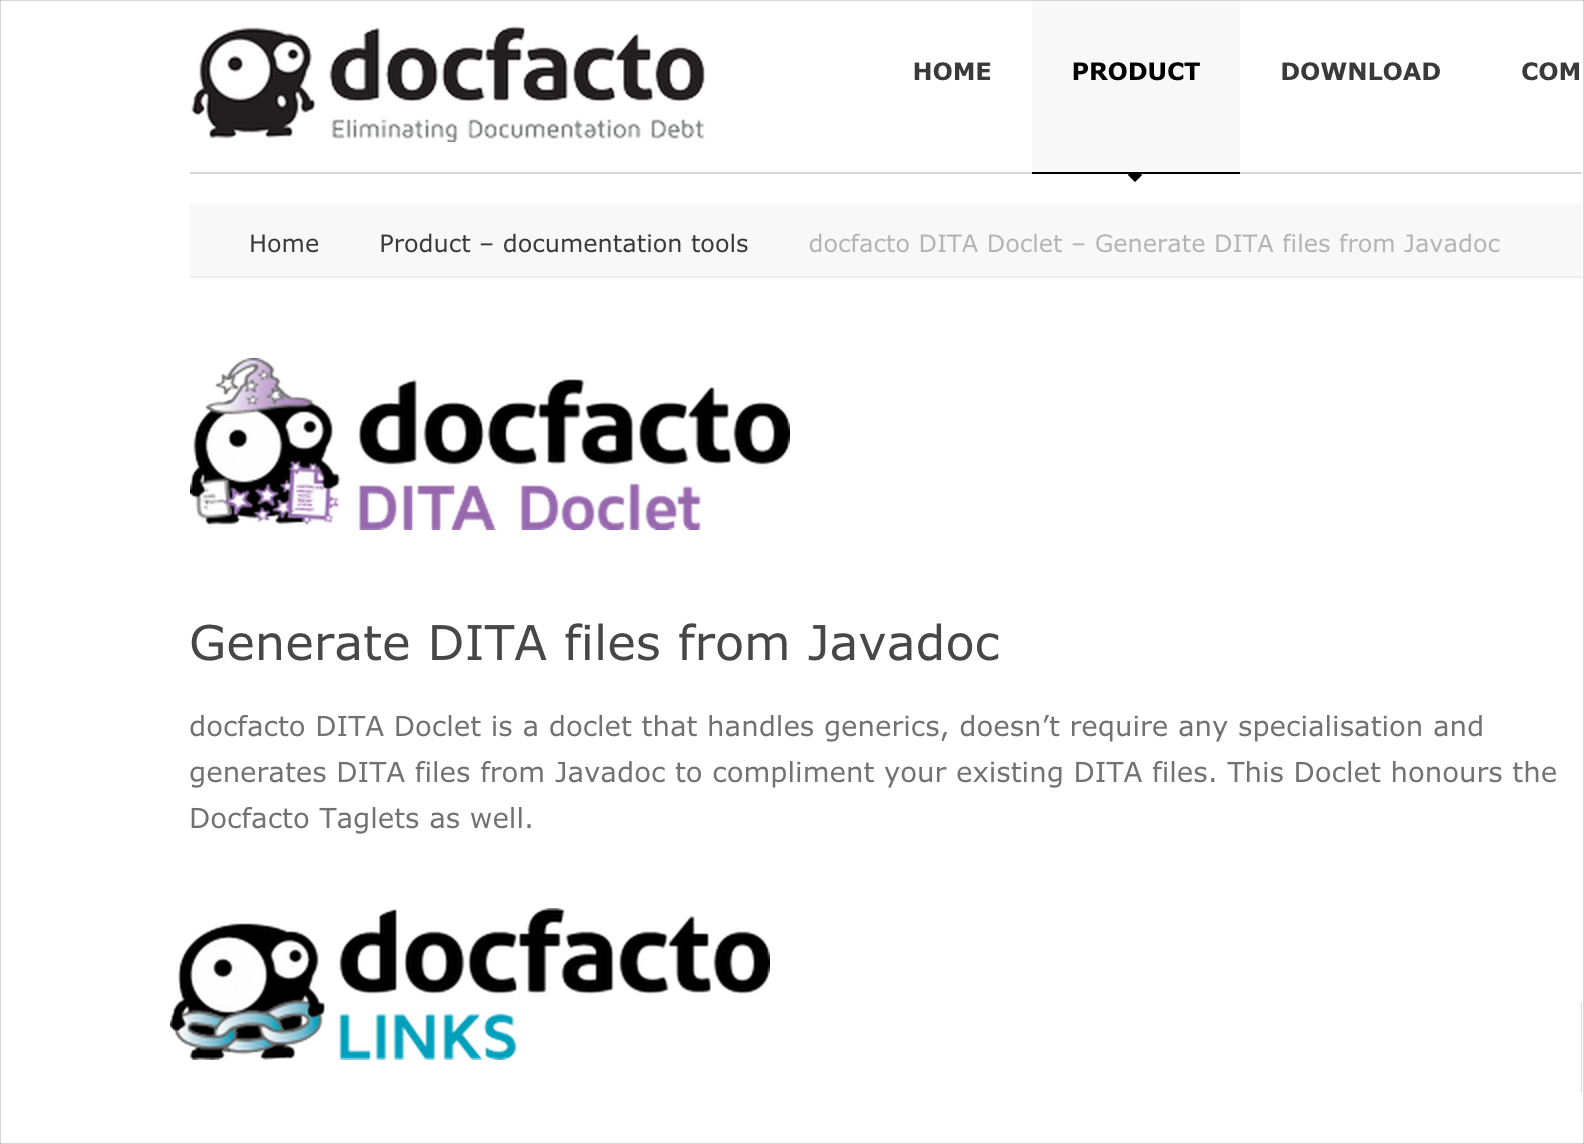 docfacto
Eliminating Documentation Debt
HOME PRODUCT DOWNLOAD COM
Home Product – documentation tools docfacto DITA Doclet – Generate DITA files from Javadoc
docfacto
DITA Doclet
Generate DITA files from Javadoc
docfacto DITA Doclet is a doclet that handles generics, doesn’t require any specialisation and
generates DITA files from Javadoc to compliment your existing DITA files. This Doclet honours the
Docfacto Taglets as well.
docfacto
LINKS